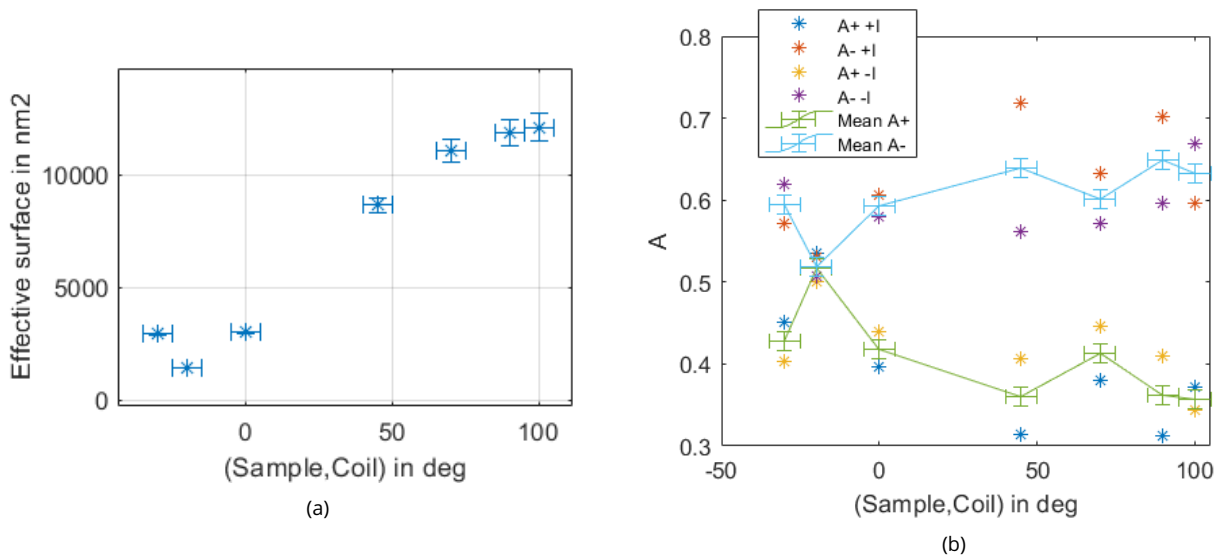 Effective surface in nm2
10000
5000
0
0
50
100
(Sample,Coil) in deg
(a)
A+ +I
A- +I
A+ -I
A- -I
Mean A+
Mean A-
A
0.8
0.7
0.6
0.5
0.4
0.3
-50
0
50
100
(Sample,Coil) in deg
(b)